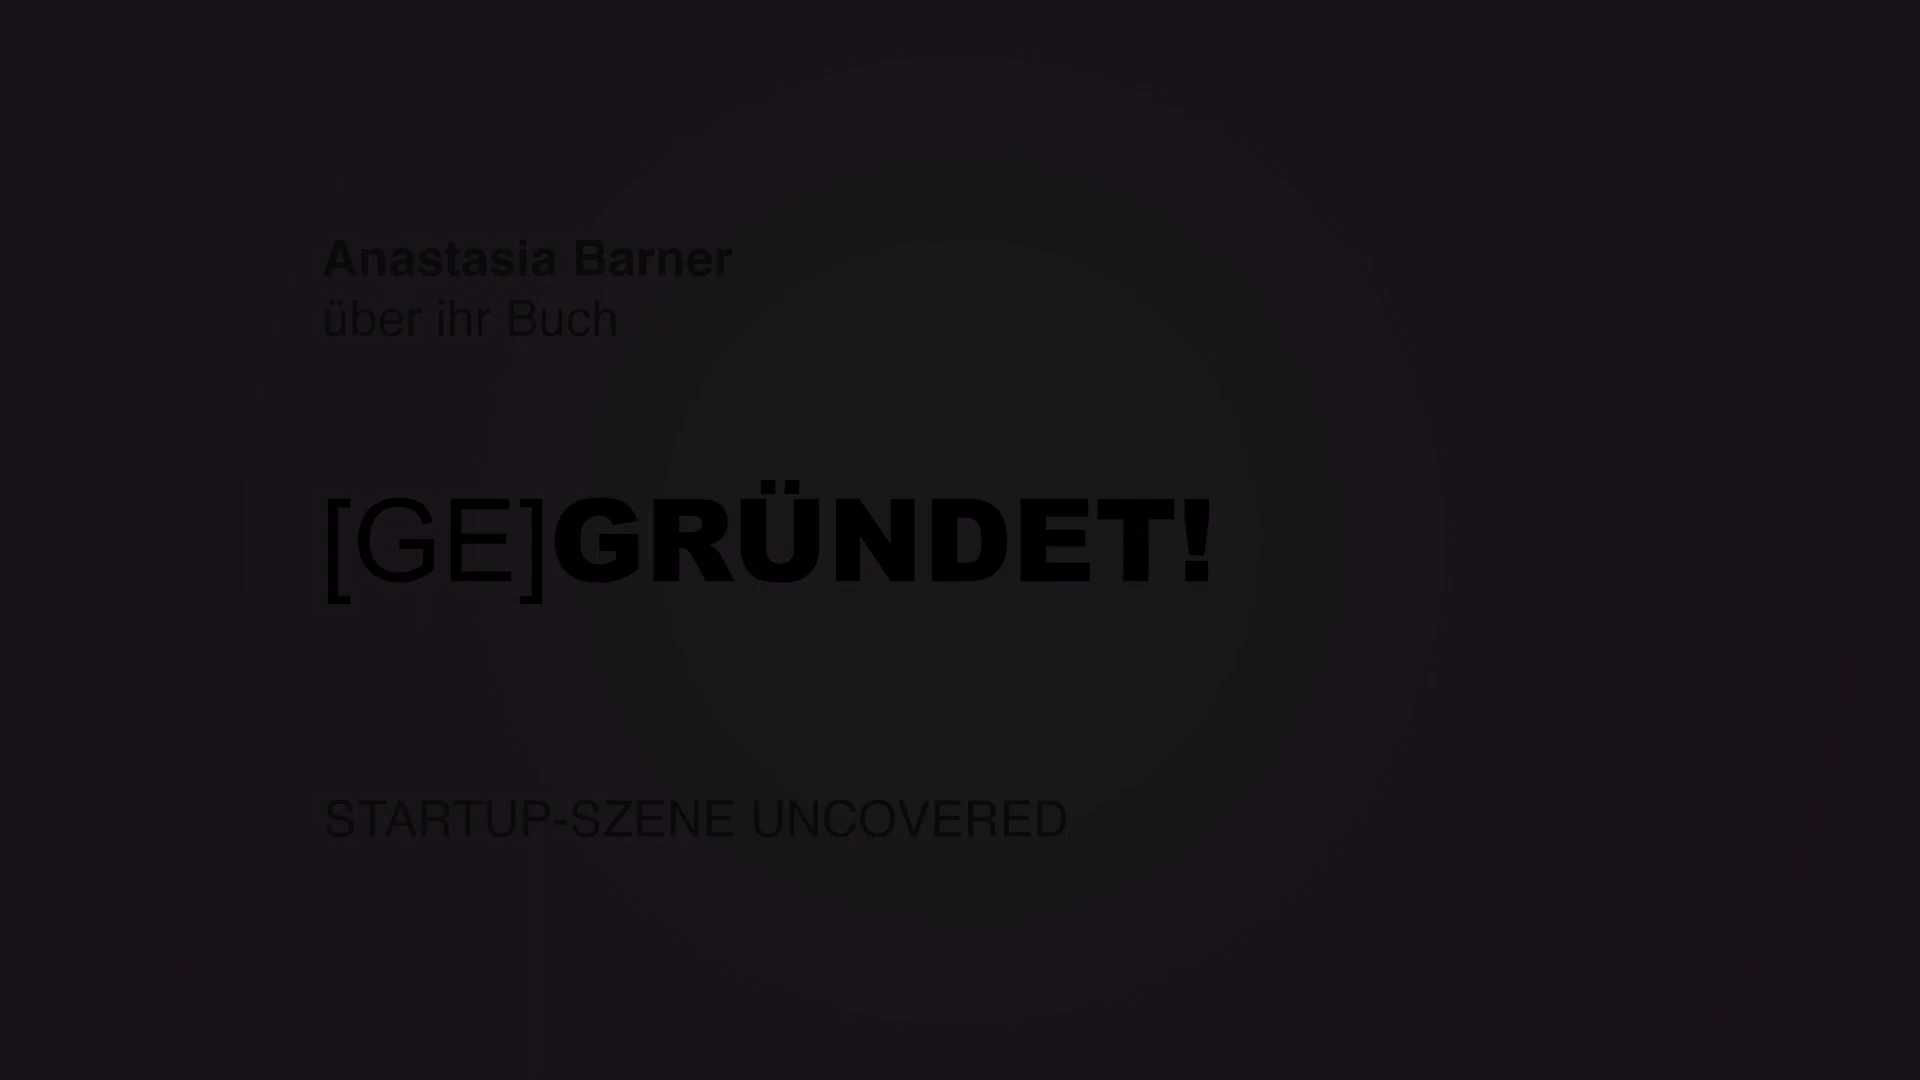 Anastasia Barner
über ihr Buch
[GE]GRÜNDET!
STARTUP-SZENE UNCOVERED